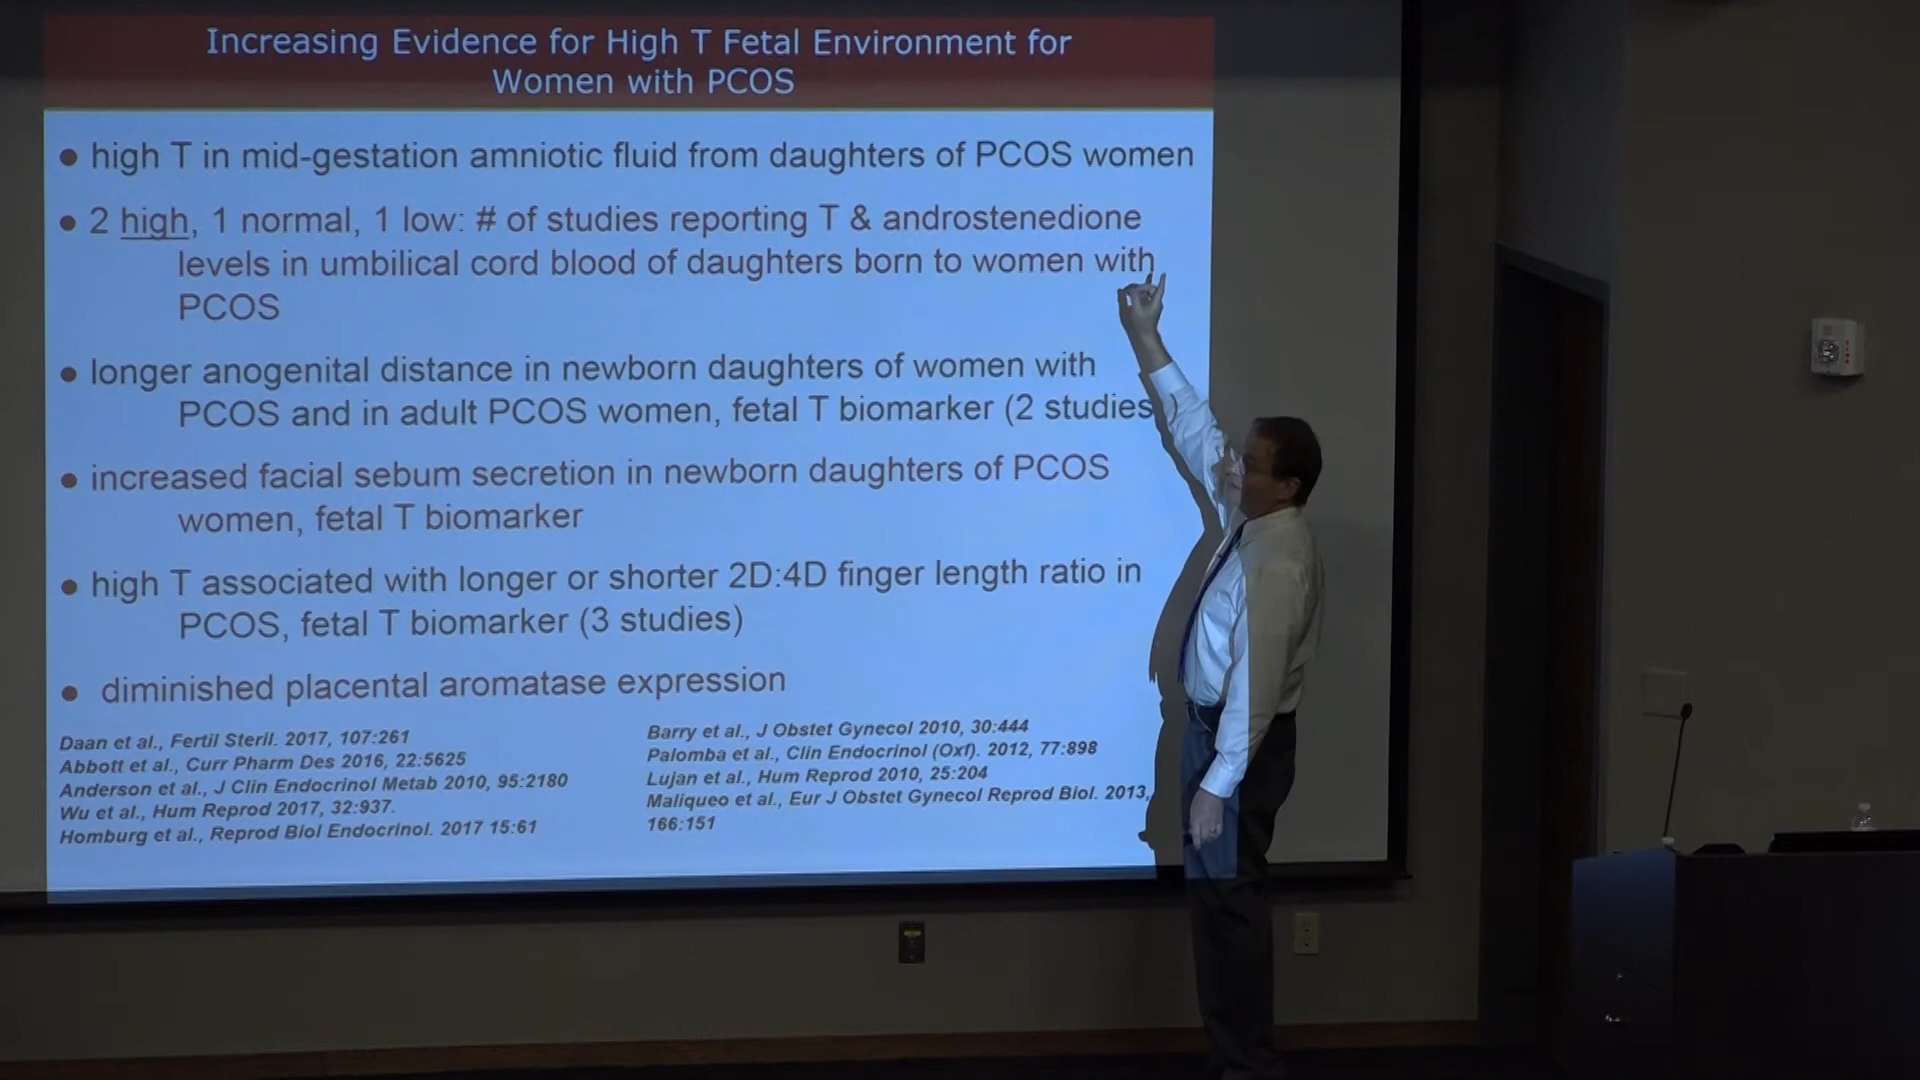 Increasing Evidence for High T Fetal Environment for
Women with PCOS
● high T in mid-gestation amniotic fluid from daughters of PCOS women
● 2 high, 1 normal, 1 low: # of studies reporting T & androstenedione
levels in umbilical cord blood of daughters born to women with
PCOS
● longer anogenital distance in newborn daughters of women with
PCOS and in adult PCOS women, fetal T biomarker (2 studies
● increased facial sebum secretion in newborn daughters of PCOS
women, fetal T biomarker
● high T associated with longer or shorter 2D:4D finger length ratio in
PCOS, fetal T biomarker (3 studies)
● diminished placental aromatase expression
Daan et al., Fertil Steril. 2017, 107:261
Abbott et al., Curr Pharm Des 2016, 22:5625
Anderson et al., J Clin Endocrinol Metab 2010, 95:2180
Wu et al., Hum Reprod 2017, 32:937.
Homburg et al., Reprod Biol Endocrinol. 2017 15:61
Barry et al., J Obstet Gynecol 2010, 30:444
Palomba et al., Clin Endocrinol (Oxf). 2012, 77:898
Lujan et al., Hum Reprod 2010, 25:204
Maliqueo et al., Eur J Obstet Gynecol Reprod Biol. 2013,
166:151